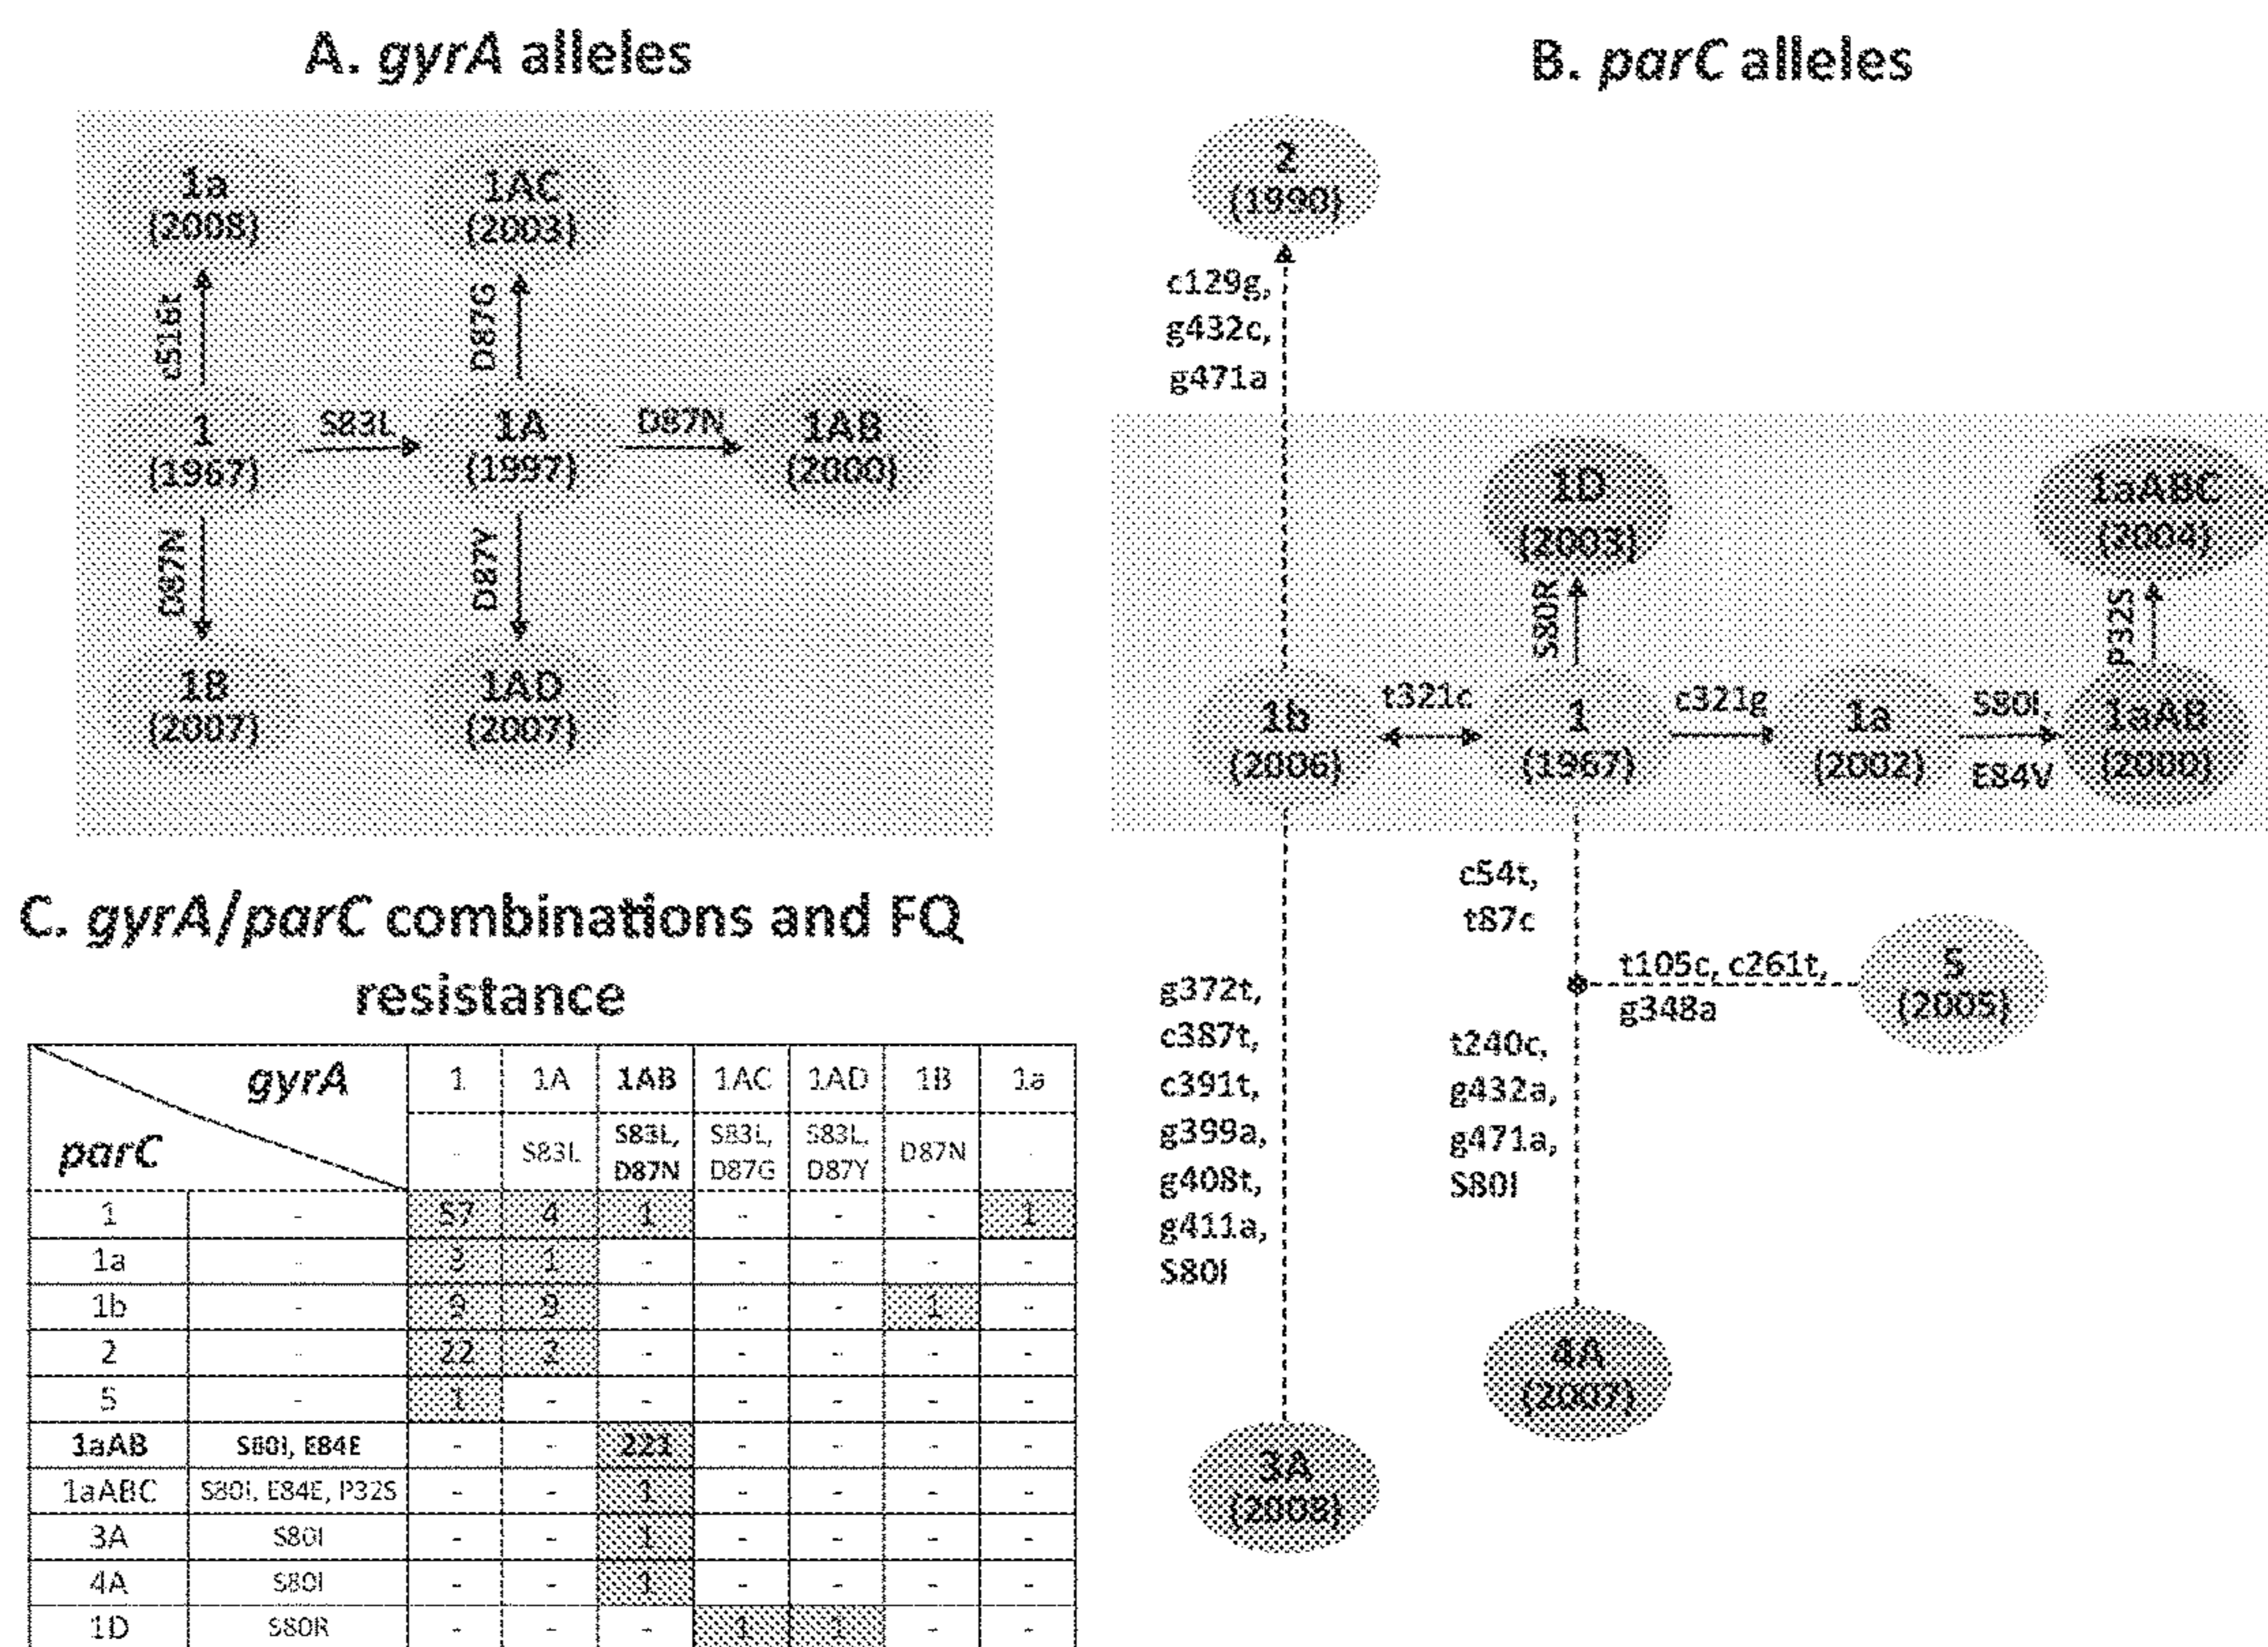 A. gyrA alleles
1a
(2008)
1AC
(2003)
c516t
D87G
1
(1967)
S83L
1A
(1997)
D87N
1AB
(2000)
D87N
D87Y
1B
(2007)
1AD
(2007)
B. parC alleles
2
(1990)
c129g,
g432c,
g471a
1D
(2003)
1aABC
(2004)
S80R
P32S
1b
(2006)
t321c
1
(1967)
c321g
1a
(2002)
S80I,
E84V
1aAB
(2000)
c54t,
t87c
t105c, c261t,
g348a
5
(2005)
g372t,
c387t,
c391t,
g399a,
g408t,
g411a,
S80I
t240c,
g432a,
g471a,
S80I
4A
(2007)
3A
(2008)
C. gyrA/parC combinations and FQ
resistance
gyrA 1 1A 1AB 1AC 1AD 1B 1a
parC - S83L S83L, D87N S83L, D87G S83L, D87Y D87N -
1 - 57 4 1 - - - 1
1a - 3 1 - - - - -
1b - 9 9 - - - 1 -
2 - 22 2 - - - - -
5 - 1 - - - - - -
1aAB S80I, E84E - - 221 - - - -
1aABC S80I, E84E, P32S - - 1 - - - -
3A S80I - - 1 - - - -
4A S80I - - 1 - - - -
1D S80R - - - 1 1 - -